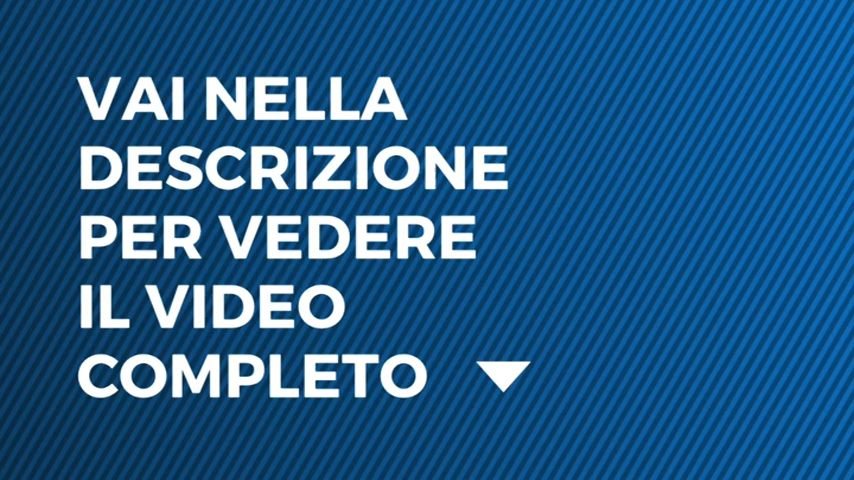 VAI NELLA
DESCRIZIONE
PER VEDERE
IL VIDEO
COMPLETO